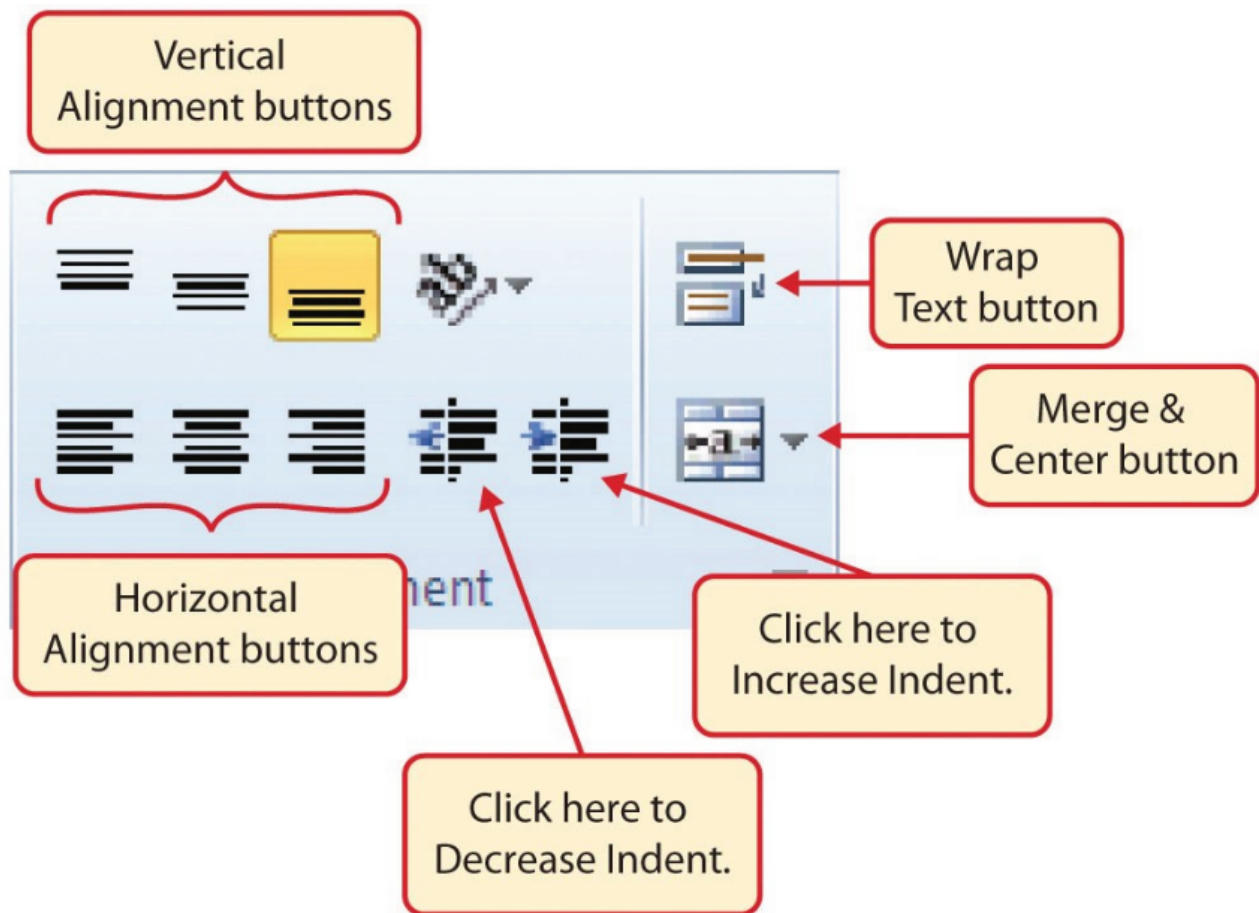 Vertical
Alignment buttons
Wrap
Text button
a
Merge &
Center button
Horizontal
Alignment buttons
Click here to
Increase Indent.
Click here to
Decrease Indent.